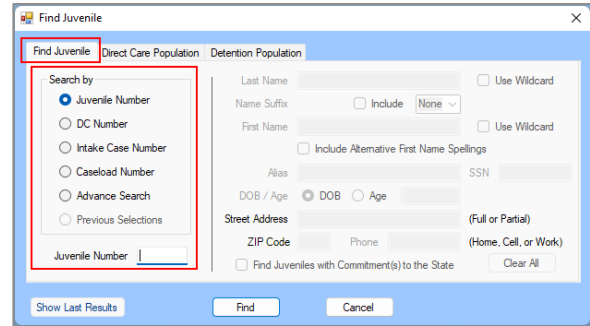 Find Juvenile
Find Juvenile Direct Care Population Detention Population
Search by
Juvenile Number
DC Number
Intake Case Number
Caseload Number
Advance Search
Previous Selections
Juvenile Number
Last Name Use Wildcard
Name Suffix Include None
First Name Use Wildcard
Include Alternative First Name Spellings
Alias SSN
DOB / Age DOB Age
Street Address (Full or Partial)
ZIP Code Phone (Home, Cell, or Work)
Find Juveniles with Commitment(s) to the State Clear All
Show Last Results Find Cancel